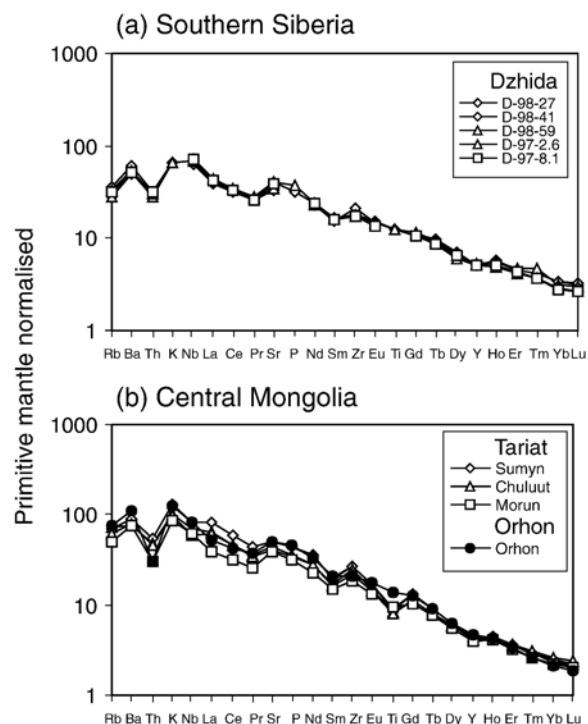 (a) Southern Siberia
1000
100
10
1
Dzhida
D-98-27
D-98-41
D-98-59
D-97-2.6
D-97-8.1
Rb Ba Th K Nb La Ce Pr Sr P Nd Sm Zr Eu Ti Gd Tb Dy Y Ho Er Tm Yb Lu
Primitive mantle normalised
(b) Central Mongolia
1000
100
10
1
Tariat
Sumyn
Chuluut
Morun
Orhon
Orhon
Rb Ba Th K Nb La Ce Pr Sr P Nd Sm Zr Eu Ti Gd Tb Dy Y Ho Er Tm Yb Lu